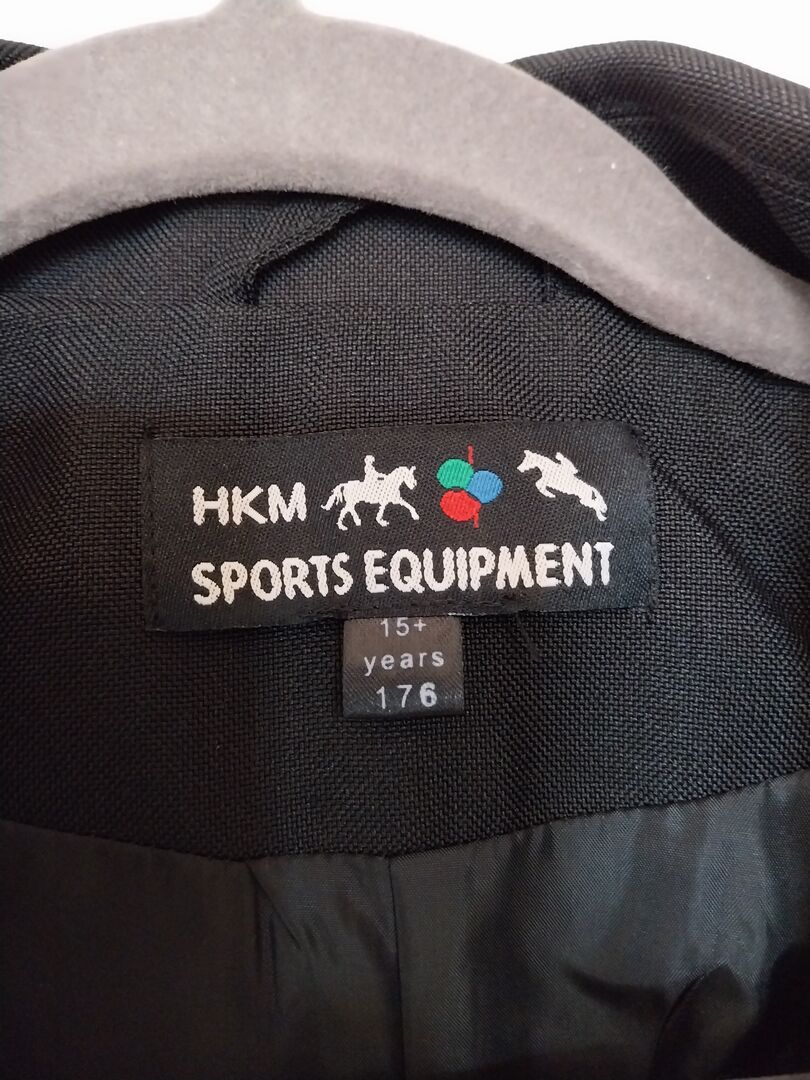 HKM
SPORTS EQUIPMENT
15+
years
176